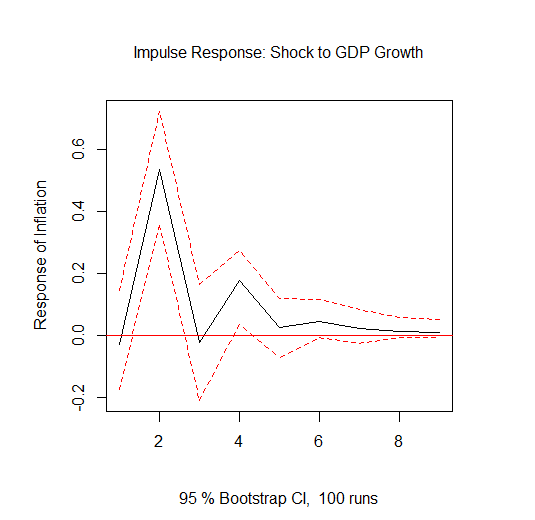 Impulse Response: Shock to GDP Growth
Response of Inflation
0.6
0.4
0.2
0.0
-0.2
2 4 6 8
95 % Bootstrap CI, 100 runs